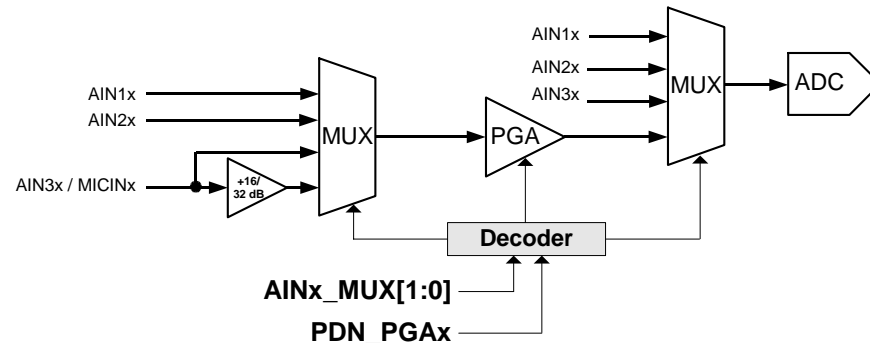 AIN1x
AIN2x
AIN3x
MUX
ADC
AIN1x
AIN2x
MUX
PGA
AIN3x / MICINx
+16/
32 dB
Decoder
AINx_MUX[1:0]
PDN_PGAx